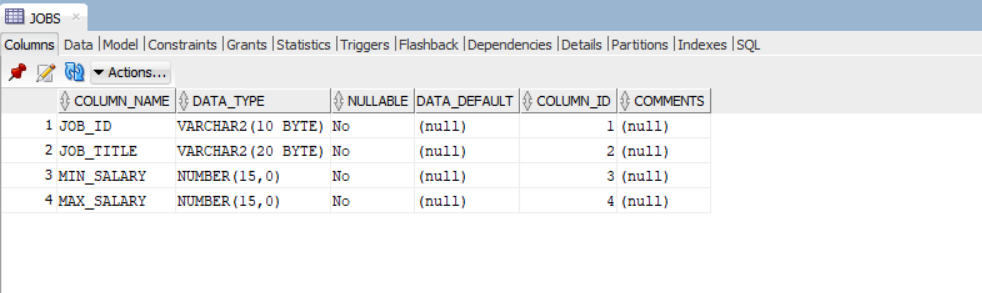 JOBS
Columns Data |Model |Constraints |Grants |Statistics |Triggers |Flashback |Dependencies |Details |Partitions |Indexes |SQL
Actions...
COLUMN_NAME DATA_TYPE NULLABLE DATA_DEFAULT COLUMN_ID COMMENTS
1 JOB_ID VARCHAR2(10 BYTE) No (null) 1 (null)
2 JOB_TITLE VARCHAR2(20 BYTE) No (null) 2 (null)
3 MIN_SALARY NUMBER(15,0) No (null) 3 (null)
4 MAX_SALARY NUMBER(15,0) No (null) 4 (null)